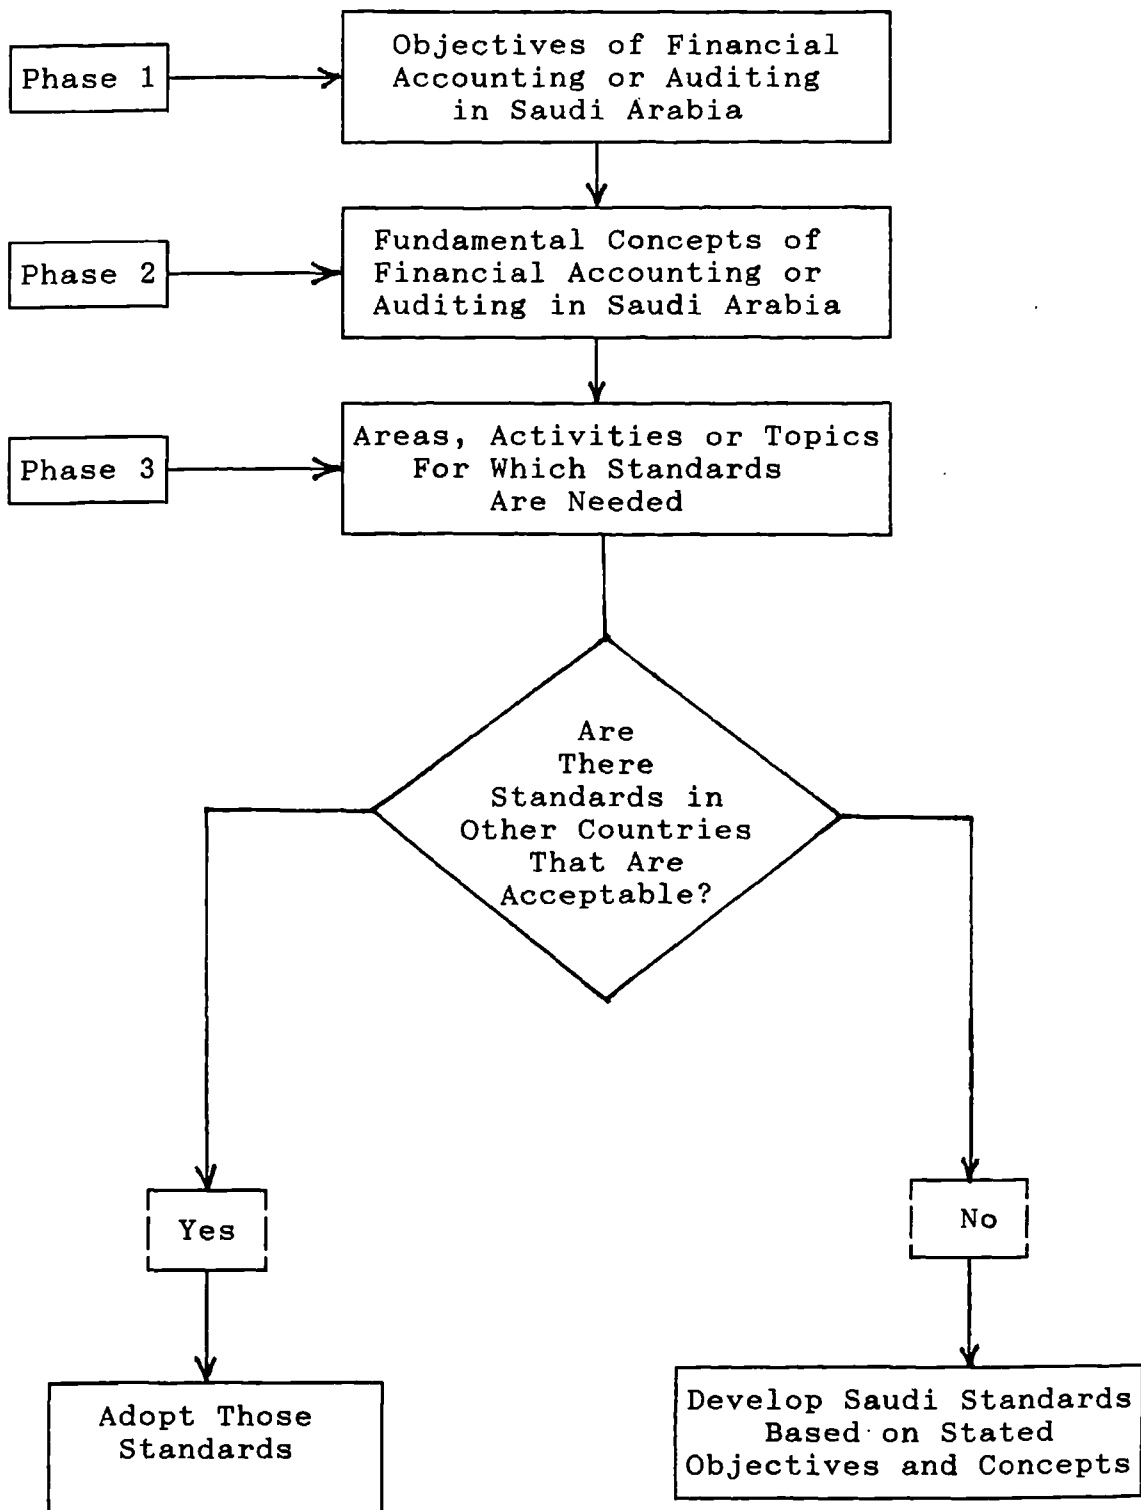 Phase 1
Objectives of Financial
Accounting or Auditing
in Saudi Arabia
Phase 2
Fundamental Concepts of
Financial Accounting or
Auditing in Saudi Arabia
Phase 3
Areas, Activities or Topics
For Which Standards
Are Needed
Are
There
Standards in
Other Countries
That Are
Acceptable?
Yes
No
Adopt Those
Standards
Develop Saudi Standards
Based on Stated
Objectives and Concepts